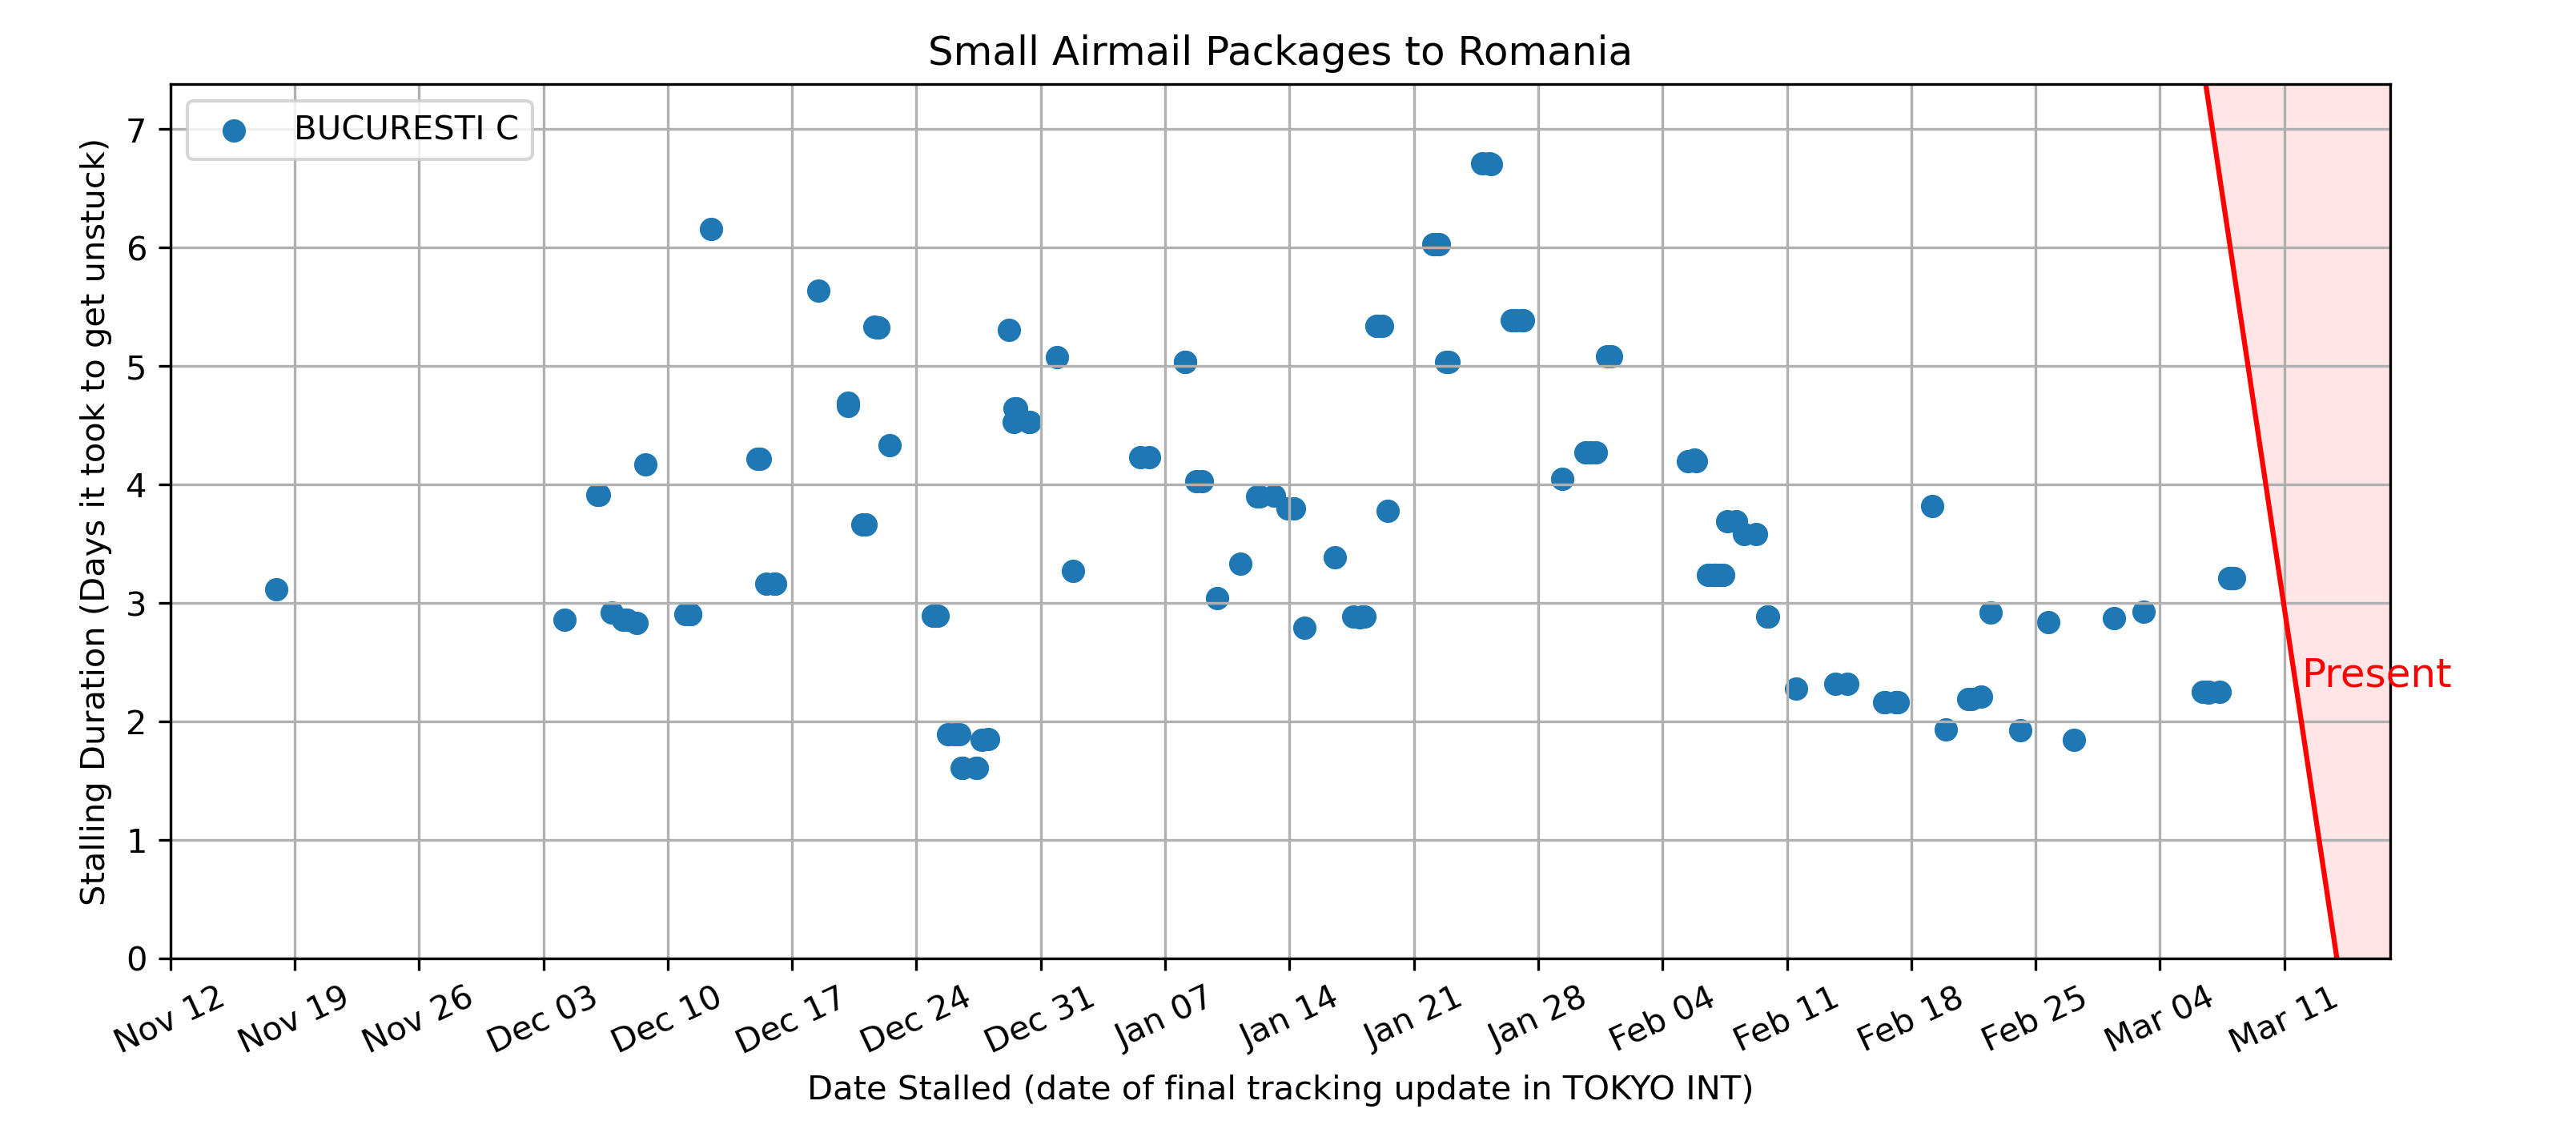 Small Airmail Packages to Romania
BUCURESTI C
Stalling Duration (Days it took to get unstuck)
7
6
5
4
3
2
1
0
Present
Nov 12
Nov 19
Nov 26
Dec 03
Dec 10
Dec 17
Dec 24
Dec 31
Jan 07
Jan 14
Jan 21
Jan 28
Feb 04
Feb 11
Feb 18
Feb 25
Mar 04
Mar 11
Date Stalled (date of final tracking update in TOKYO INT)